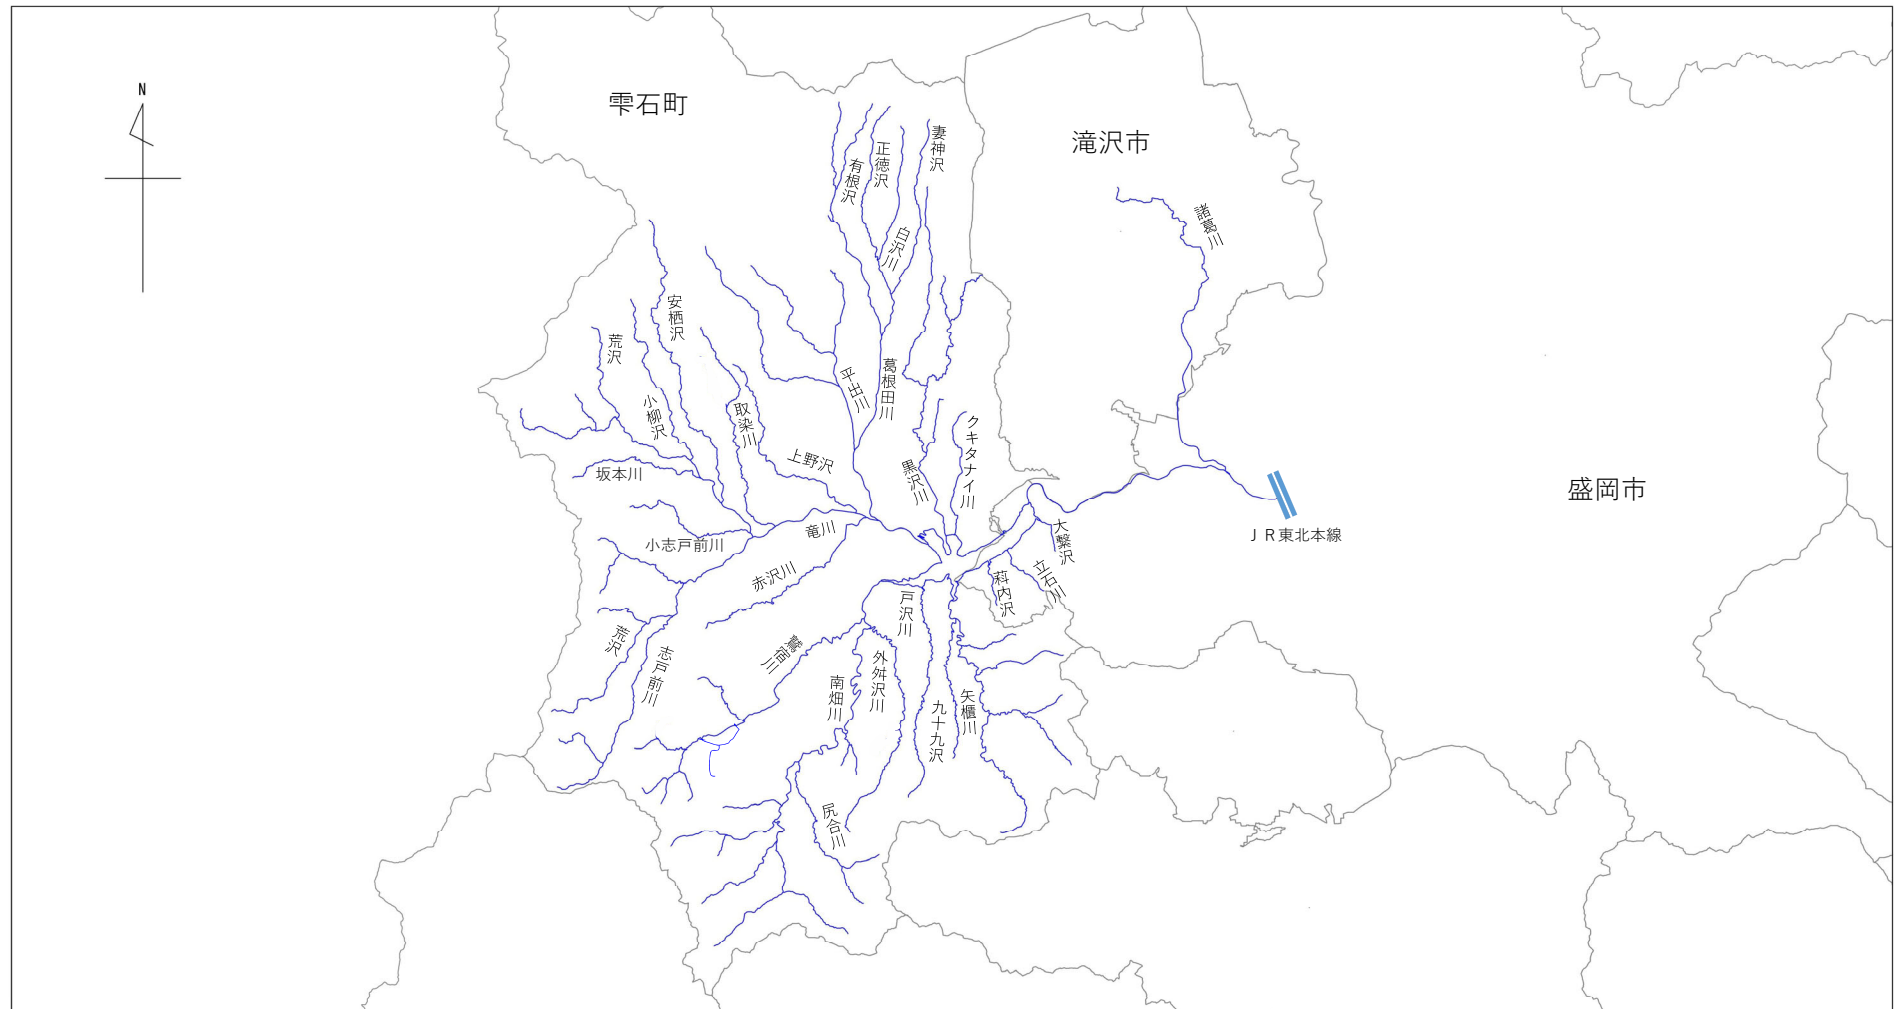 N
雫石町
滝沢市
盛岡市
妻神沢
正徳沢
有根沢
白沢川
諸葛川
安栖沢
荒沢
小柳沢
取染川
平出川
葛根田川
上野沢
坂本川
黒沢川
クキタナイ川
竜川
小志戸前川
赤沢川
大繋沢
立石川
萪内沢
ＪＲ東北本線
戸沢川
鶯宿川
荒沢
志戸前川
外舛沢川
南畑川
九十九沢
矢櫃川
尻合川